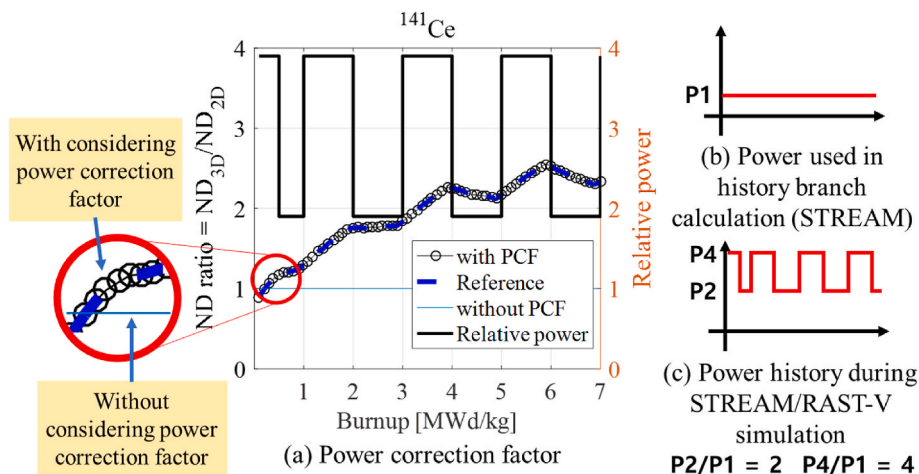 ¹⁴¹Ce
ND ratio = ND₃D/ND₂D
4
3
2
1
0
Relative power
4
3
2
1
0
1 2 3 4 5 6 7
Burnup [MWd/kg]
with PCF
Reference
without PCF
Relative power
(a) Power correction factor
With considering
power correction
factor
Without
considering power
correction factor
P1
(b) Power used in
history branch
calculation (STREAM)
P4
P2
(c) Power history during
STREAM/RAST-V
simulation
P2/P1 = 2 P4/P1 = 4